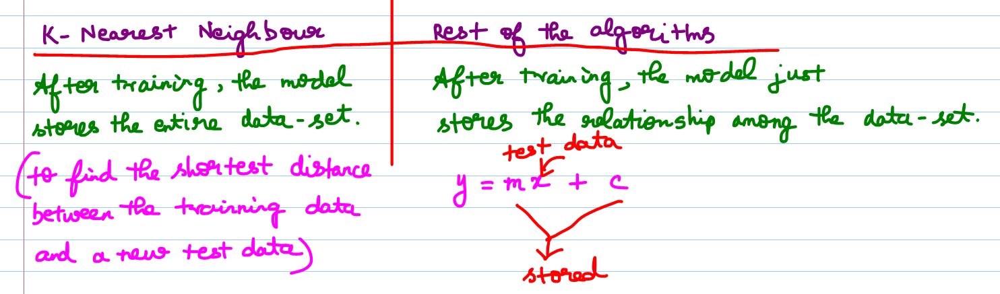 K- Nearest Neighbour
After training, the model
stores the entire data-set.
(to find the shortest distance
between the training data
and a new test data)
Rest of the algorithms
After training, the model just
stores the relationship among the data-set.
test data
y = mx + c
stored